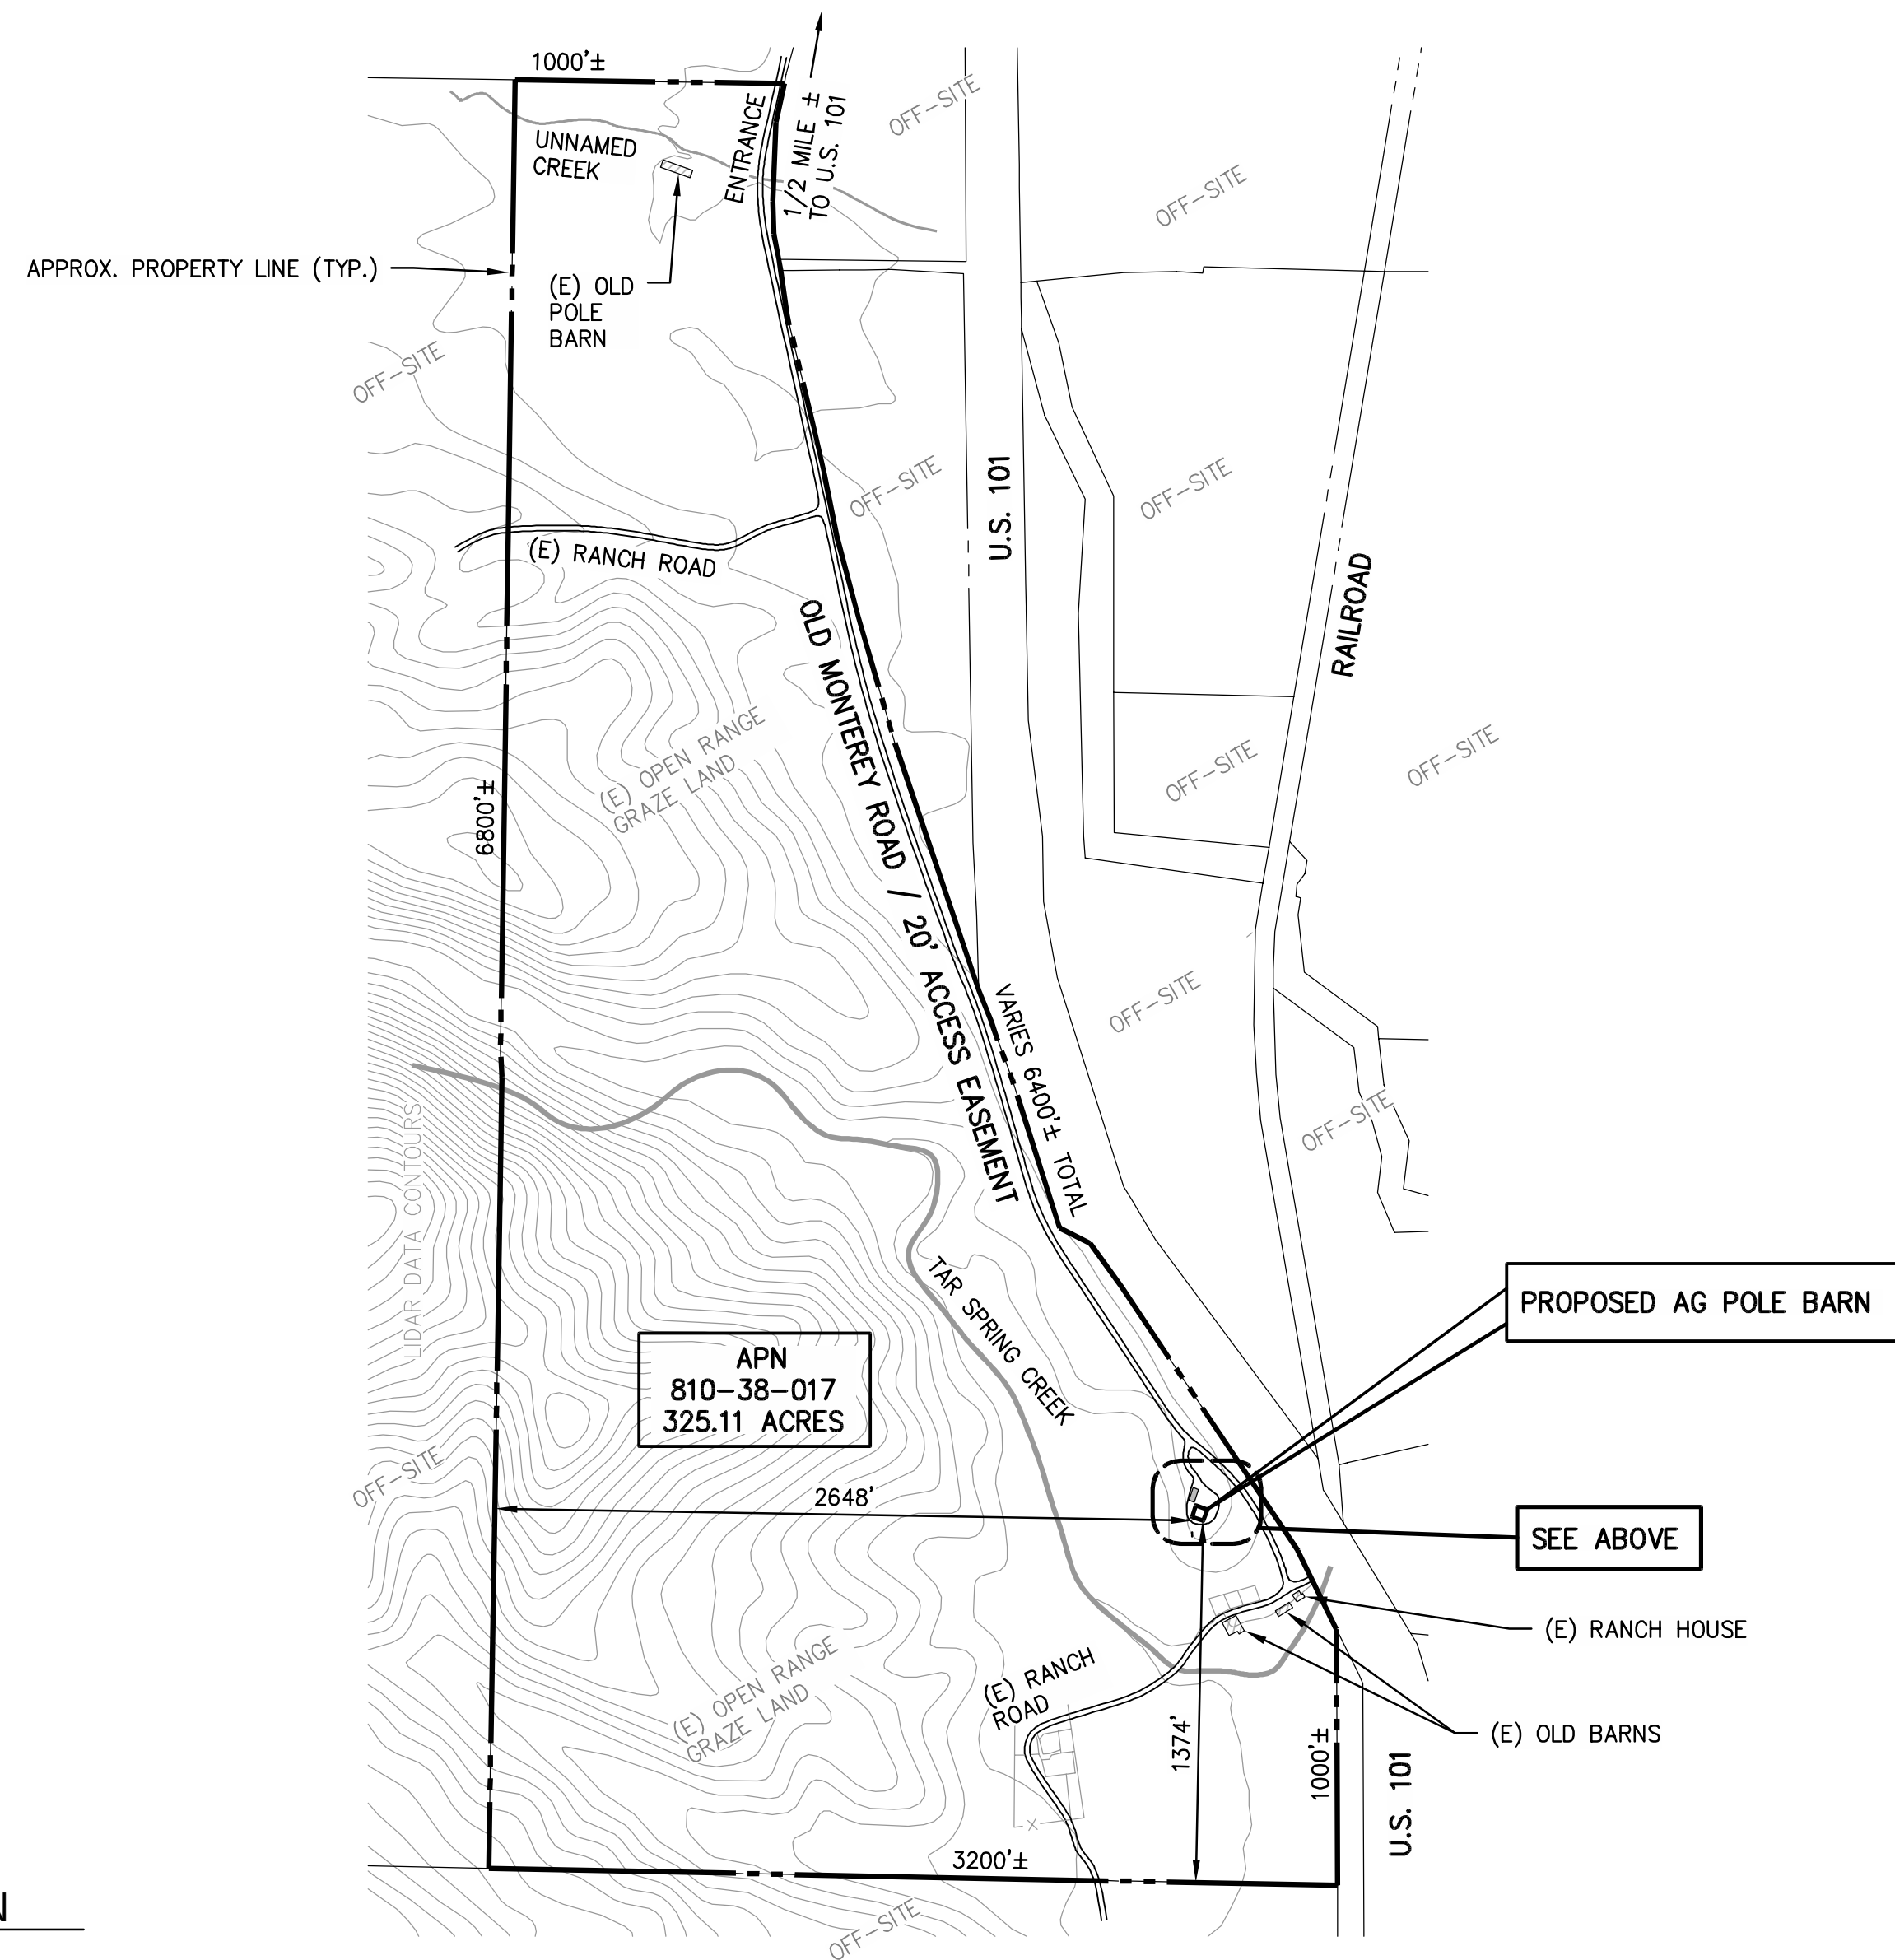 1000'±
OFF-SITE
ENTRANCE
1/2 MILE ±
TO U.S. 101
UNNAMED
CREEK
OFF-SITE
APPROX. PROPERTY LINE (TYP.)
(E) OLD
POLE
BARN
OFF-SITE
OFF-SITE
OFF-SITE
U.S. 101
(E) RANCH ROAD
RAILROAD
OLD MONTEREY ROAD / 20' ACCESS EASEMENT
(E) OPEN RANGE
GRAZE LAND
OFF-SITE
OFF-SITE
6800'±
OFF-SITE
VARIES 6400'± TOTAL
OFF-SITE
LIDAR DATA CONTOURS
TAR SPRING CREEK
PROPOSED AG POLE BARN
APN
810-38-017
325.11 ACRES
OFF-SITE
2648'
SEE ABOVE
(E) RANCH HOUSE
(E) OPEN RANGE
GRAZE LAND
(E) RANCH
ROAD
1374'
1000'±
(E) OLD BARNS
U.S. 101
3200'±
OFF-SITE
N